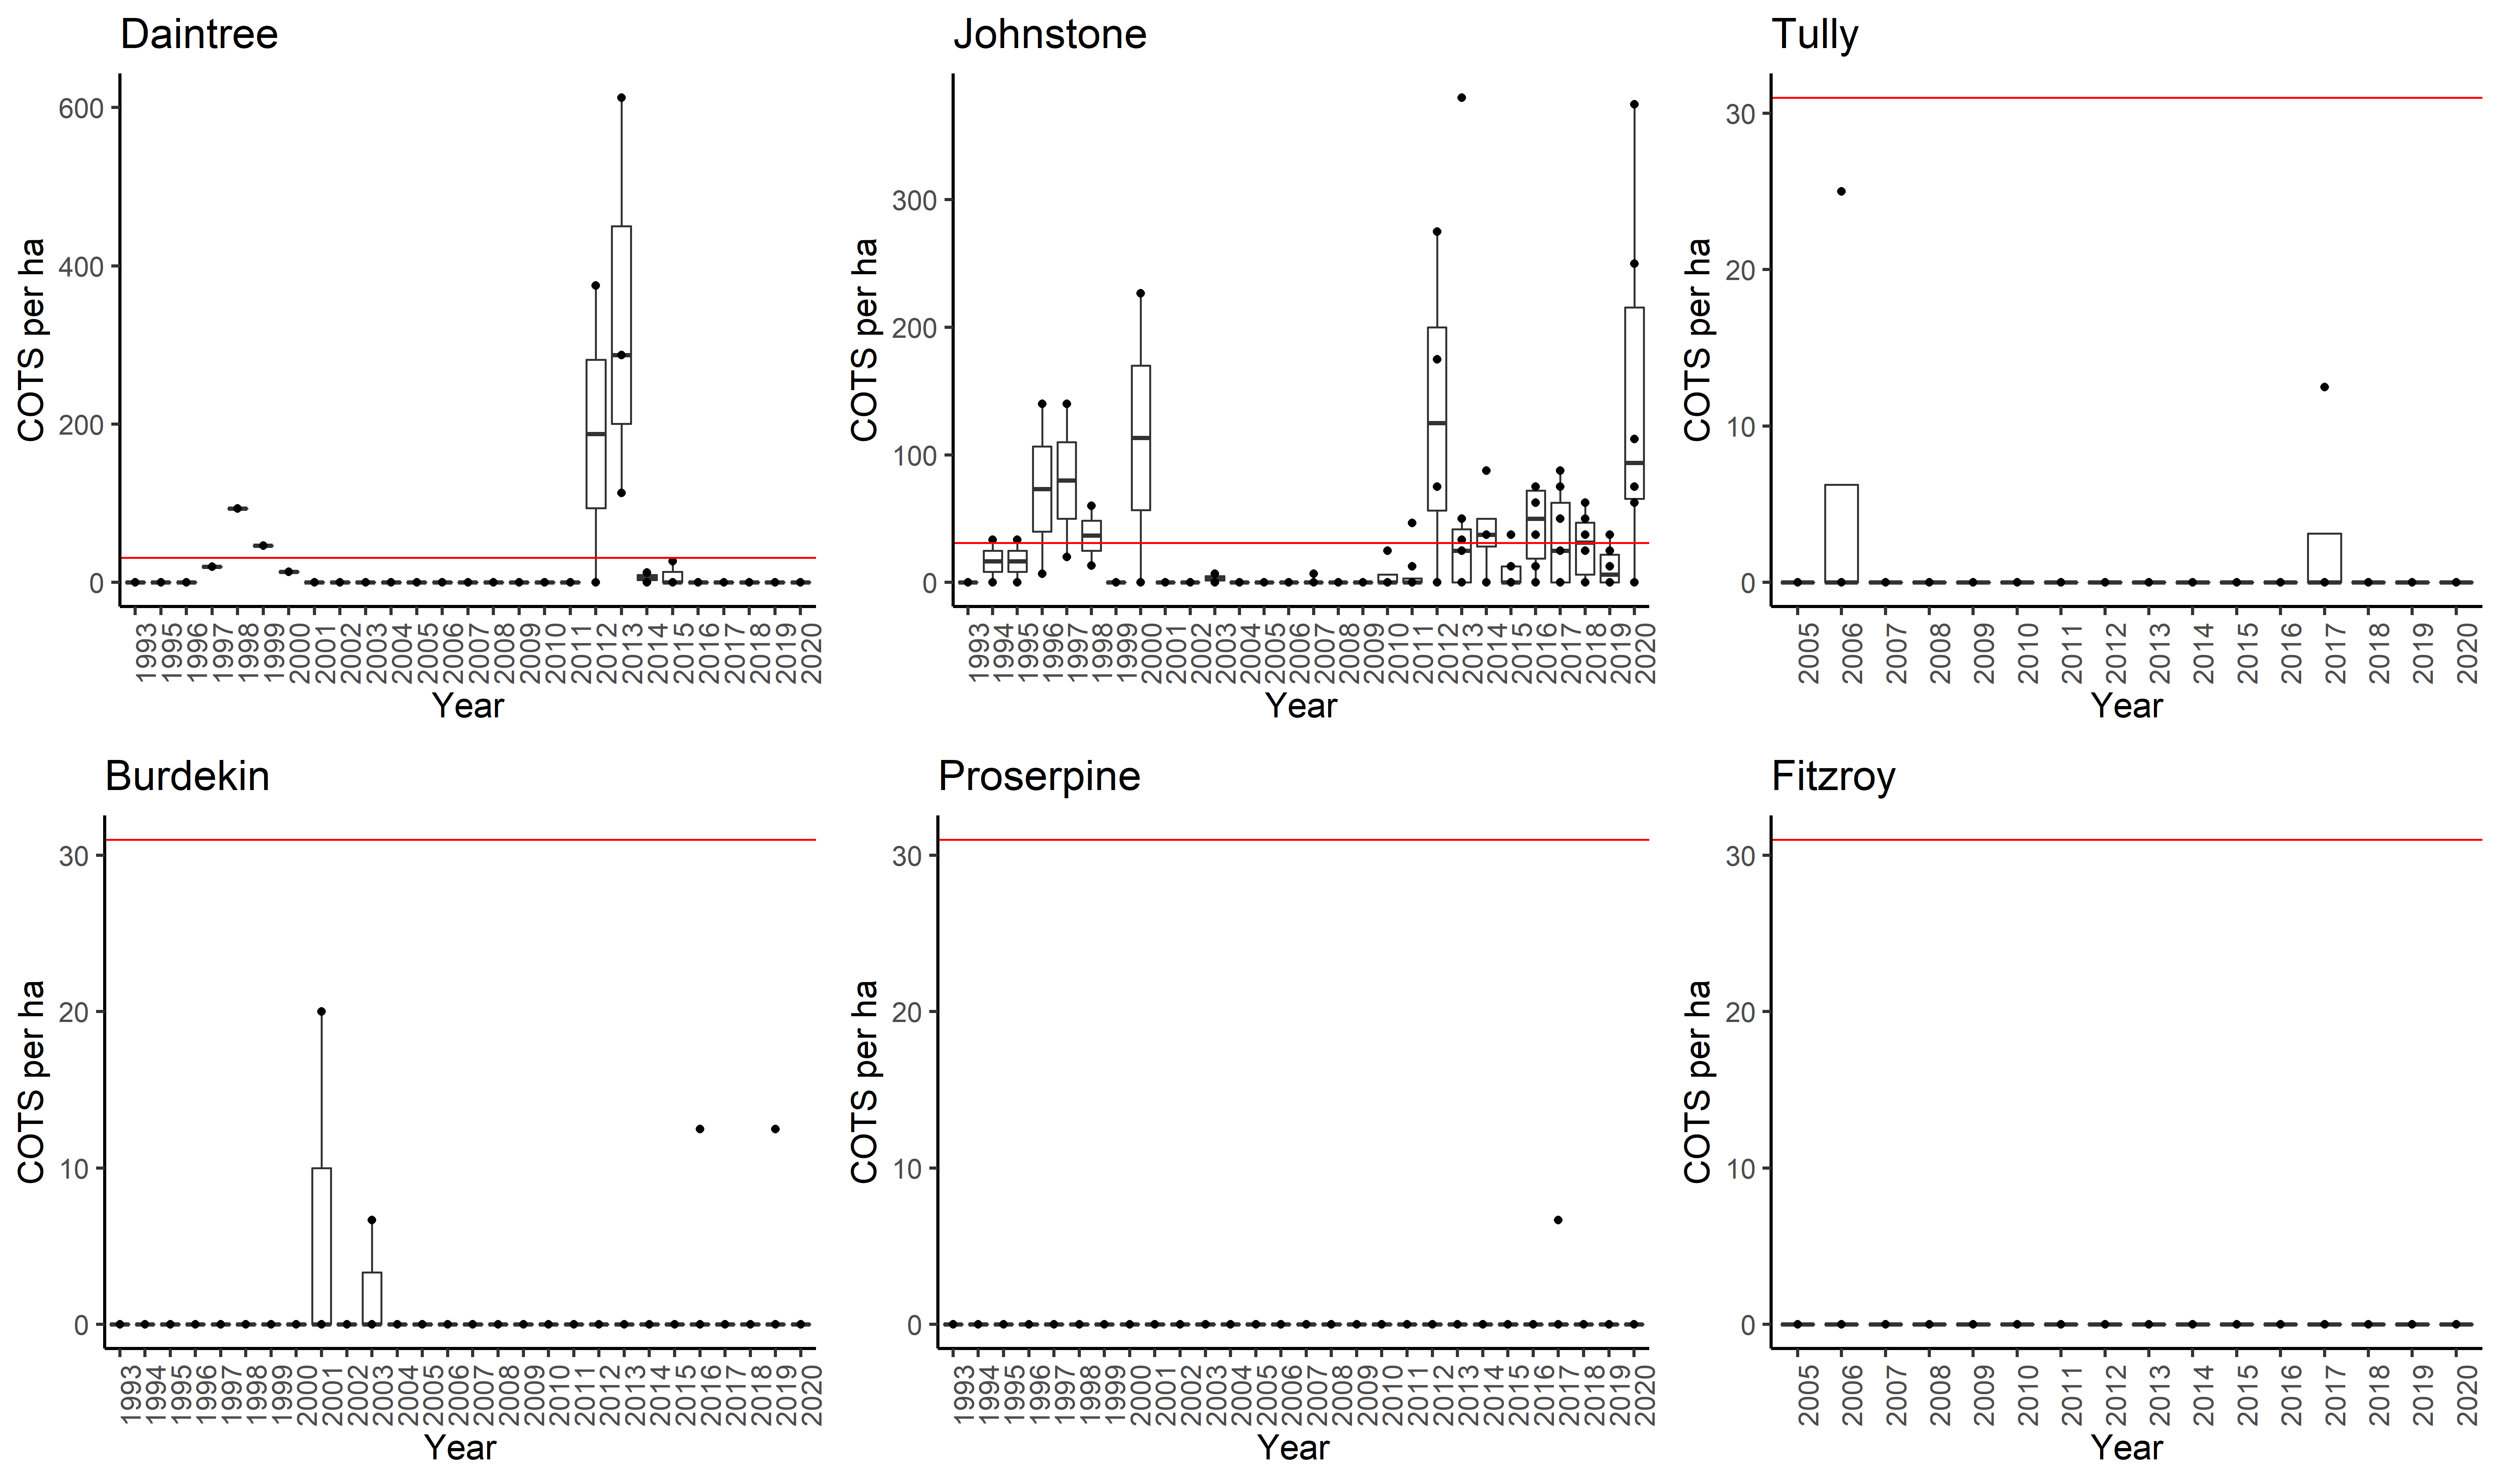 Daintree
COTS per ha
600
400
200
0
1993 1995 1996 1997 1998 1999 2000 2001 2002 2003 2004 2005 2006 2007 2008 2009 2010 2011 2012 2013 2014 2015 2016 2017 2018 2019 2020
Year
Johnstone
COTS per ha
300
200
100
0
1993 1994 1995 1996 1997 1998 1999 2000 2001 2002 2003 2004 2005 2006 2007 2008 2009 2010 2011 2012 2013 2014 2015 2016 2017 2018 2019 2020
Year
Tully
COTS per ha
30
20
10
0
2005 2006 2007 2008 2009 2010 2011 2012 2013 2014 2015 2016 2017 2018 2019 2020
Year
Burdekin
COTS per ha
30
20
10
0
1993 1994 1995 1996 1997 1998 1999 2000 2001 2002 2003 2004 2005 2006 2007 2008 2009 2010 2011 2012 2013 2014 2015 2016 2017 2018 2019 2020
Year
Proserpine
COTS per ha
30
20
10
0
1993 1994 1995 1996 1997 1998 1999 2000 2001 2002 2003 2004 2005 2006 2007 2008 2009 2010 2011 2012 2013 2014 2015 2016 2017 2018 2019 2020
Year
Fitzroy
COTS per ha
30
20
10
0
2005 2006 2007 2008 2009 2010 2011 2012 2013 2014 2015 2016 2017 2018 2019 2020
Year